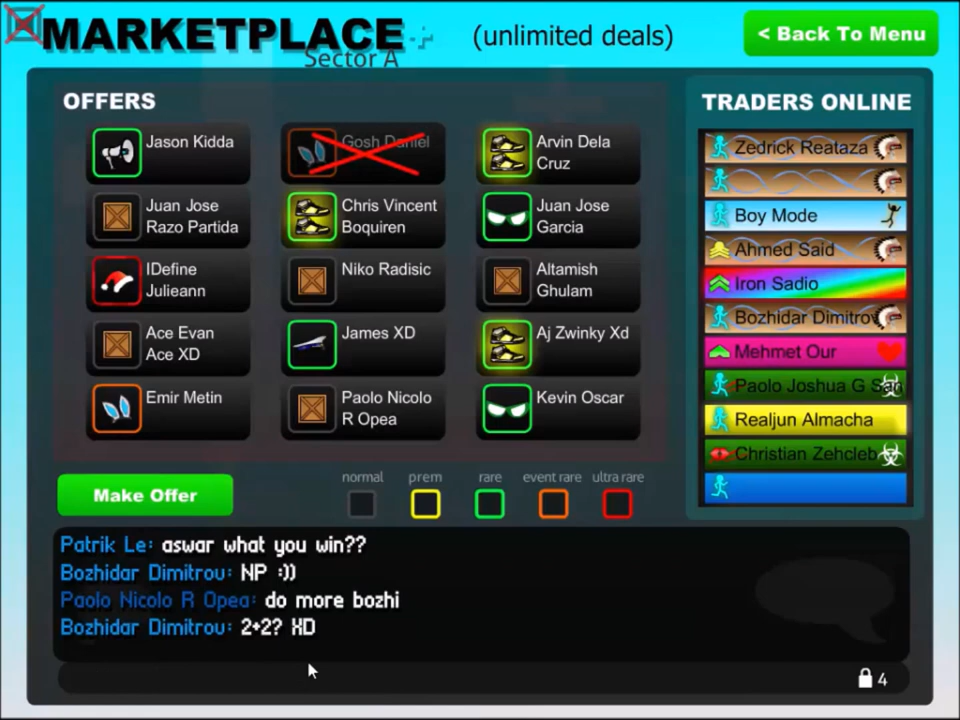 MARKETPLACE+
(unlimited deals)
< Back To Menu
Sector A
OFFERS
Jason Kidda
Gosh Daniel
Arvin Dela
Cruz
Juan Jose
Razo Partida
Chris Vincent
Boquiren
Juan Jose
Garcia
IDefine
Julieann
Niko Radisic
Altamish
Ghulam
Ace Evan
Ace XD
James XD
Aj Zwinky Xd
Emir Metin
Paolo Nicolo
R Opea
Kevin Oscar
TRADERS ONLINE
Zedrick Reataza
Boy Mode
Ahmed Said
Iron Sadio
Bozhidar Dimitrov
Mehmet Our
Paolo Joshua G San
Realjun Almacha
Christian Zehcleb
Make Offer
normal
prem
rare
event rare
ultra rare
Patrik Le: aswar what you win??
Bozhidar Dimitrov: NP :))
Paolo Nicolo R Opea: do more bozhi
Bozhidar Dimitrov: 2+2? XD
4